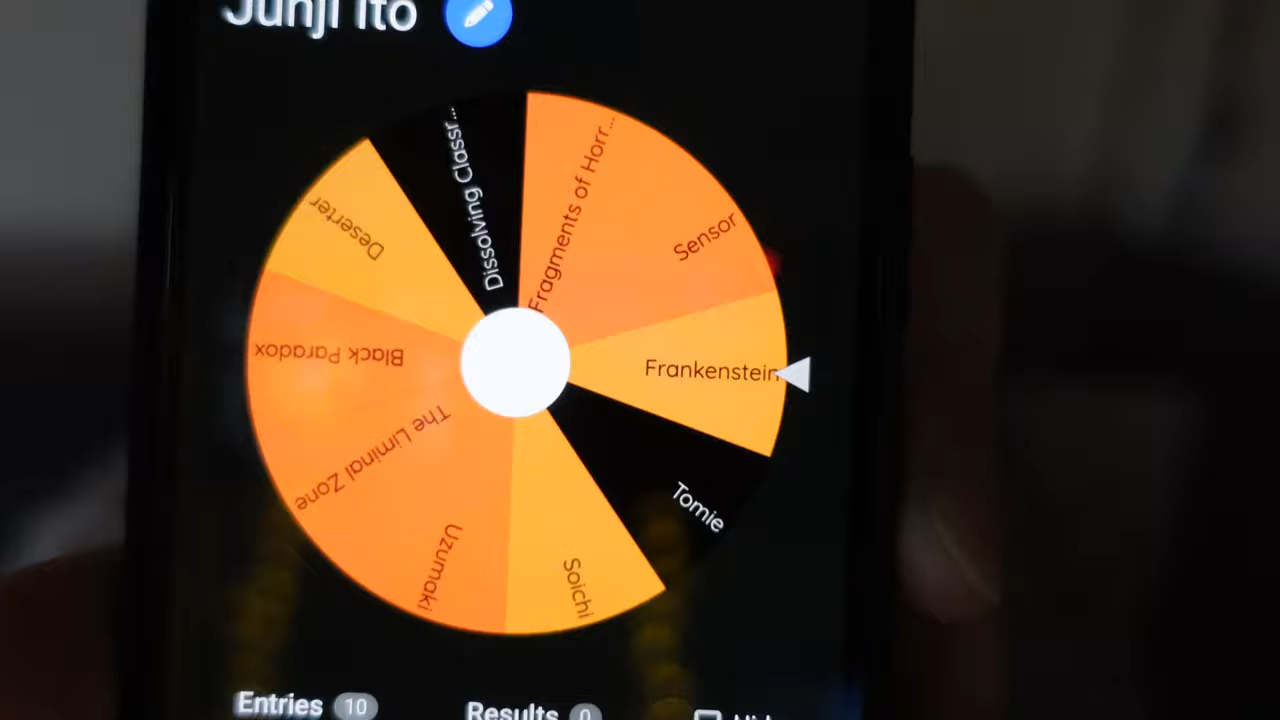 Junji Ito
Dissolving Classr...
Fragments of Horr...
Sensor
Frankenstein
Tomie
Soichi
Uzumaki
The Liminal Zone
Black Paradox
Deserter
Entries 10
Results 0